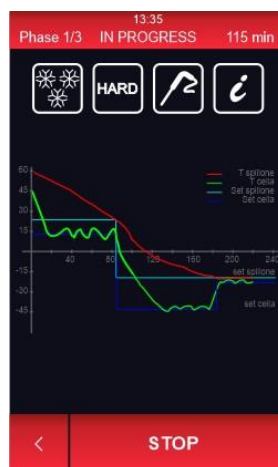 13:35
Phase 1/3 IN PROGRESS 115 min
HARD i
T spillone
T cella
Set spillone
Set cella
60
45
30
15
40 80 120 160 200 240
-15
-30
-45
set spillone
set cella
< STOP